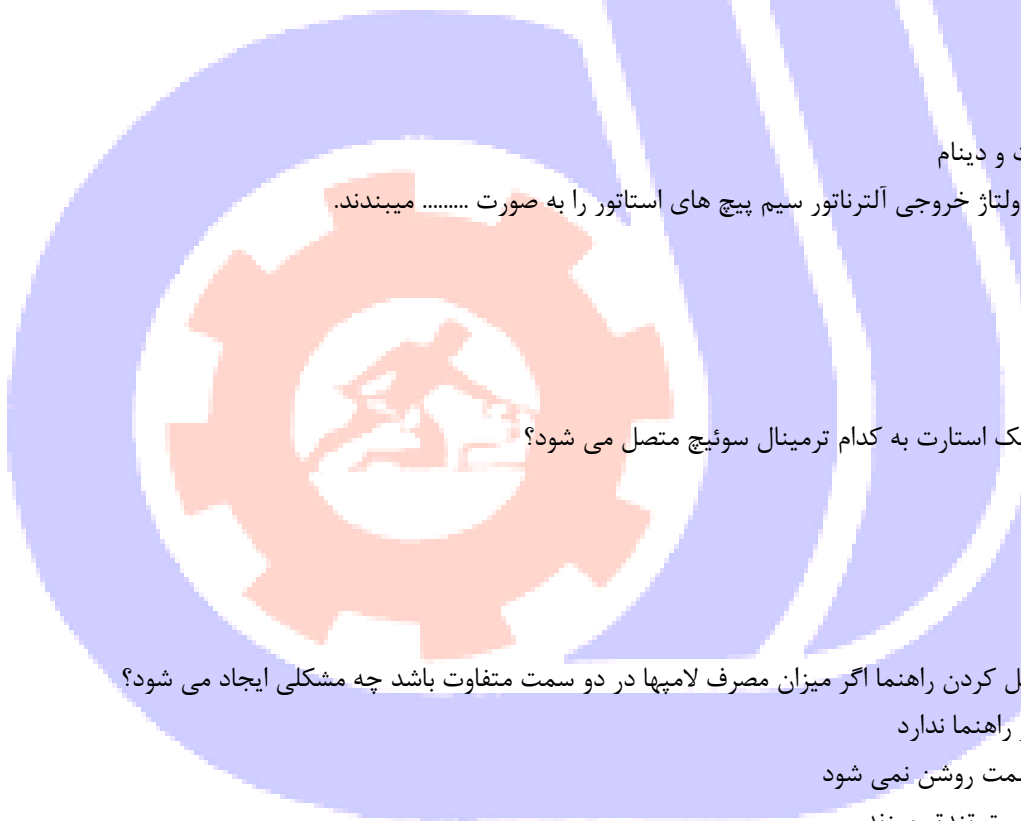 و دینام
ولتاژ خروجی آلترناتور سیم پیچ های استاتور را به صورت ......... میبندند.
استارت به کدام ترمینال سوئیچ متصل می شود؟
کردن راهنما اگر میزان مصرف لامپها در دو سمت متفاوت باشد چه مشکلی ایجاد می شود؟
راهنما ندارد
روشن نمی شود